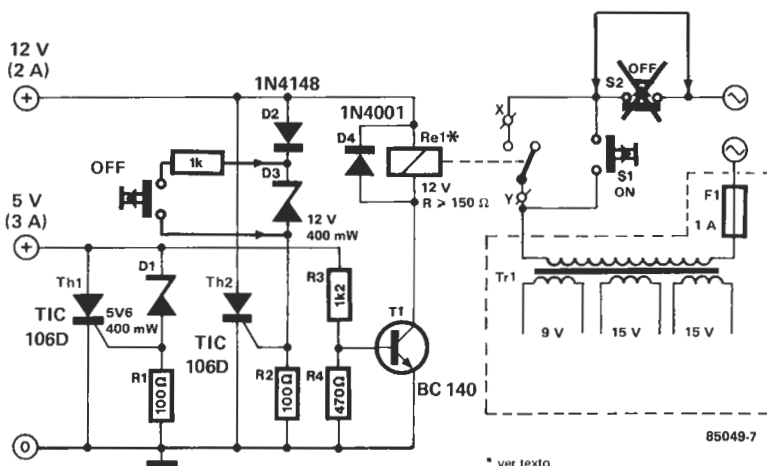 12 V
(2 A)
+
1N4148
D2
1N4001
D4
Re1*
12 V
R ⩾ 150 Ω
OFF
1k
D3
12 V
400 mW
X
Y
S2
OFF
S1
ON
F1
1 A
5 V
(3 A)
+
Th1
TIC
106D
D1
5V6
400 mW
Th2
TIC
106D
R3
1k2
T1
BC 140
R1
100Ω
R2
100Ω
R4
470Ω
Tr1
9 V
15 V
15 V
0
85049-7
* ver texto